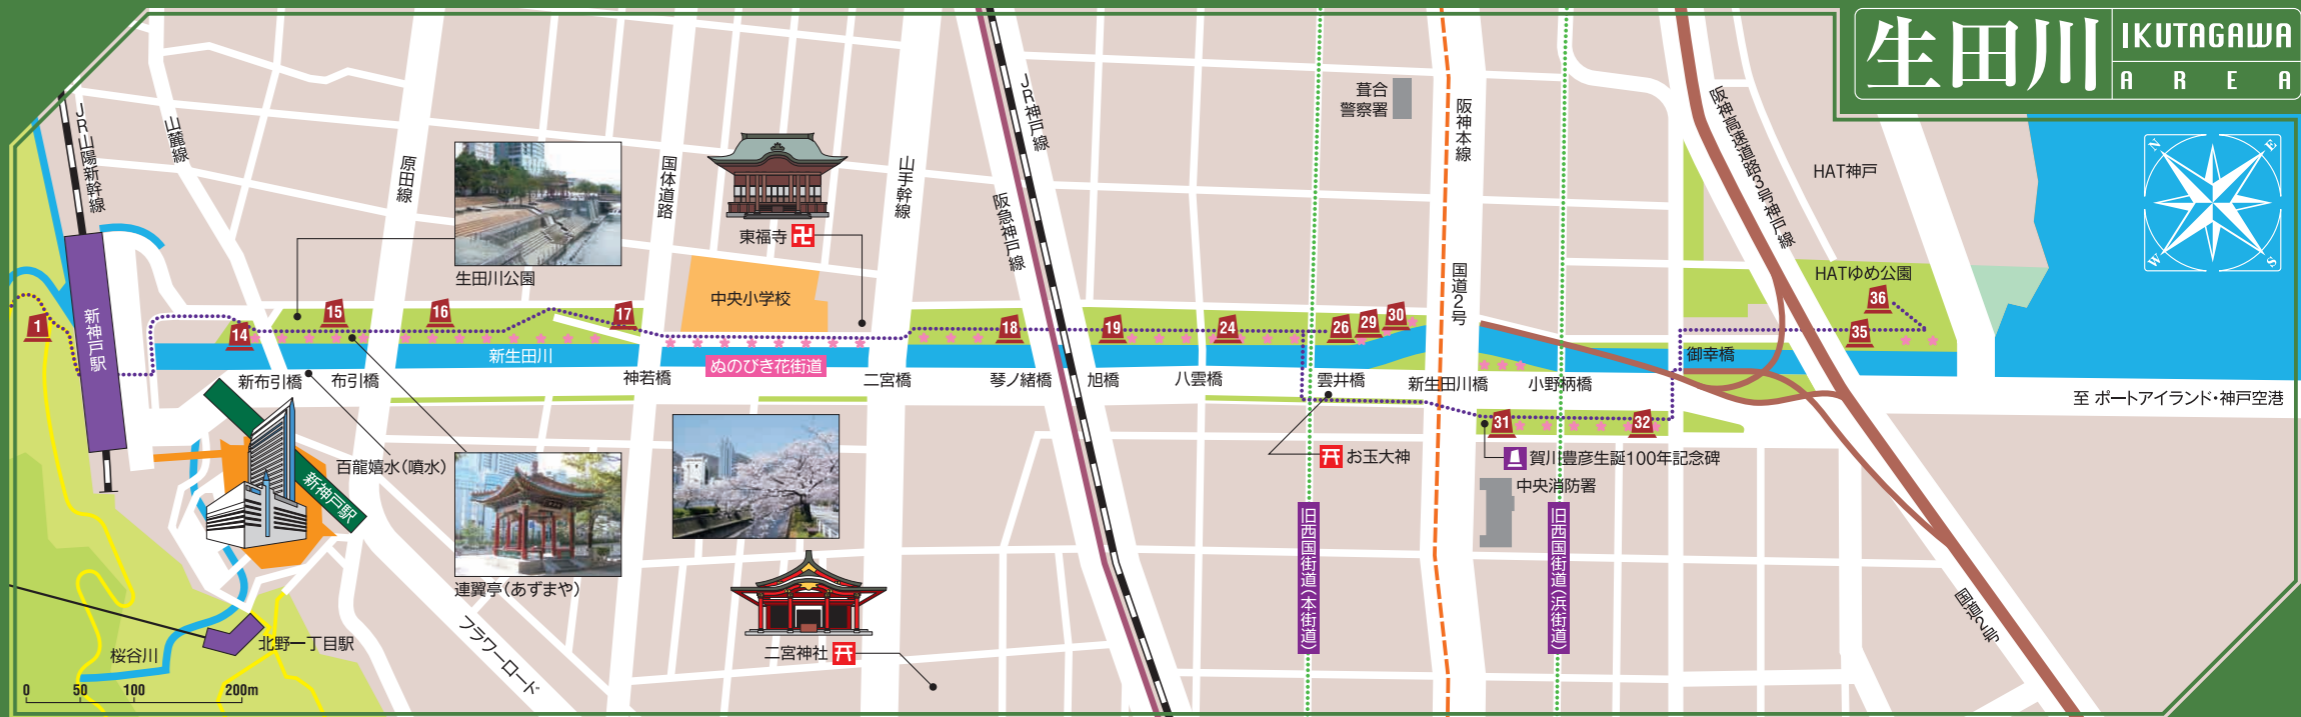 生田川
IKUTAGAWA
AREA
N
E
W
S
JR山陽新幹線
山麓線
原田線
国体道路
山手幹線
JR神戸線
阪急神戸線
葺合
警察署
阪神本線
国道2号
阪神高速道路3号神戸線
HAT神戸
HATゆめ公園
生田川公園
東福寺
中央小学校
新神戸駅
1
14
15
16
17
18
19
24
26
29
30
36
35
新生田川
ぬのびき花街道
御幸橋
新布引橋
布引橋
神若橋
二宮橋
琴ノ緒橋
旭橋
八雲橋
雲井橋
新生田川橋
小野柄橋
至 ポートアイランド・神戸空港
31
32
百龍嬉水(噴水)
お玉大神
賀川豊彦生誕100年記念碑
中央消防署
新神戸駅
旧西国街道(本街道)
旧西国街道(浜街道)
連翼亭(あずまや)
フラワーロード
二宮神社
国道2号
北野一丁目駅
桜谷川
0 50 100 200m